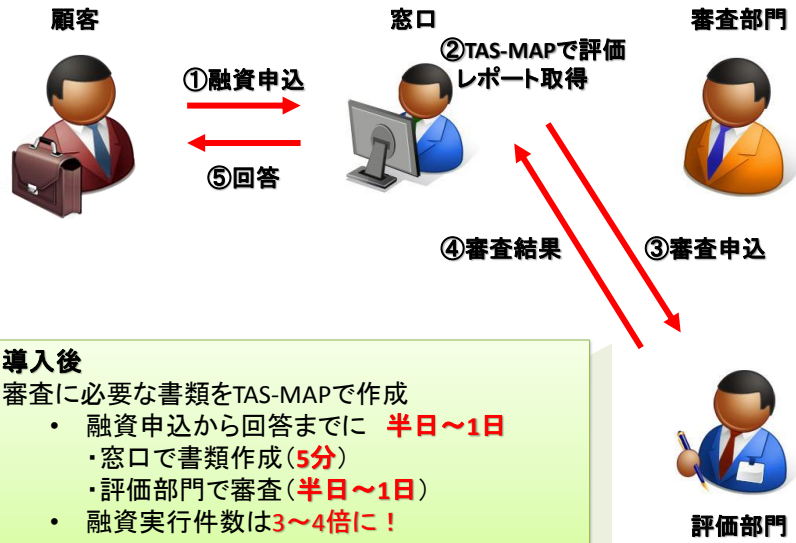 顧客
窓口
審査部門
①融資申込
②TAS-MAPで評価
レポート取得
⑤回答
④審査結果
③審査申込
導入後
審査に必要な書類をTAS-MAPで作成
• 融資申込から回答までに 半日～1日
・窓口で書類作成(5分)
・評価部門で審査(半日～1日)
• 融資実行件数は3～4倍に！
評価部門